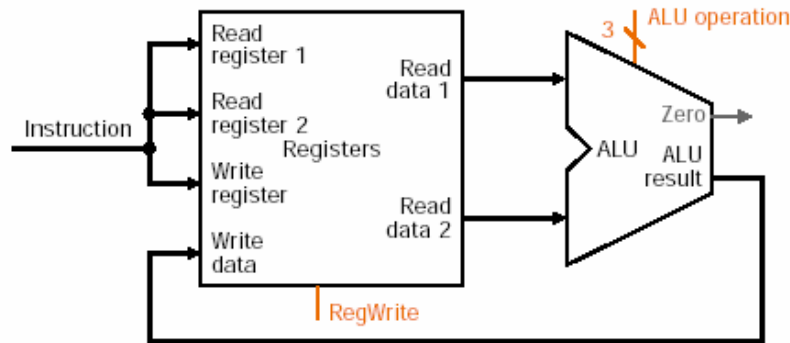 Instruction
Read
register 1
Read
register 2
Registers
Write
register
Write
data
Read
data 1
Read
data 2
RegWrite
3
ALU operation
Zero
ALU
ALU
result